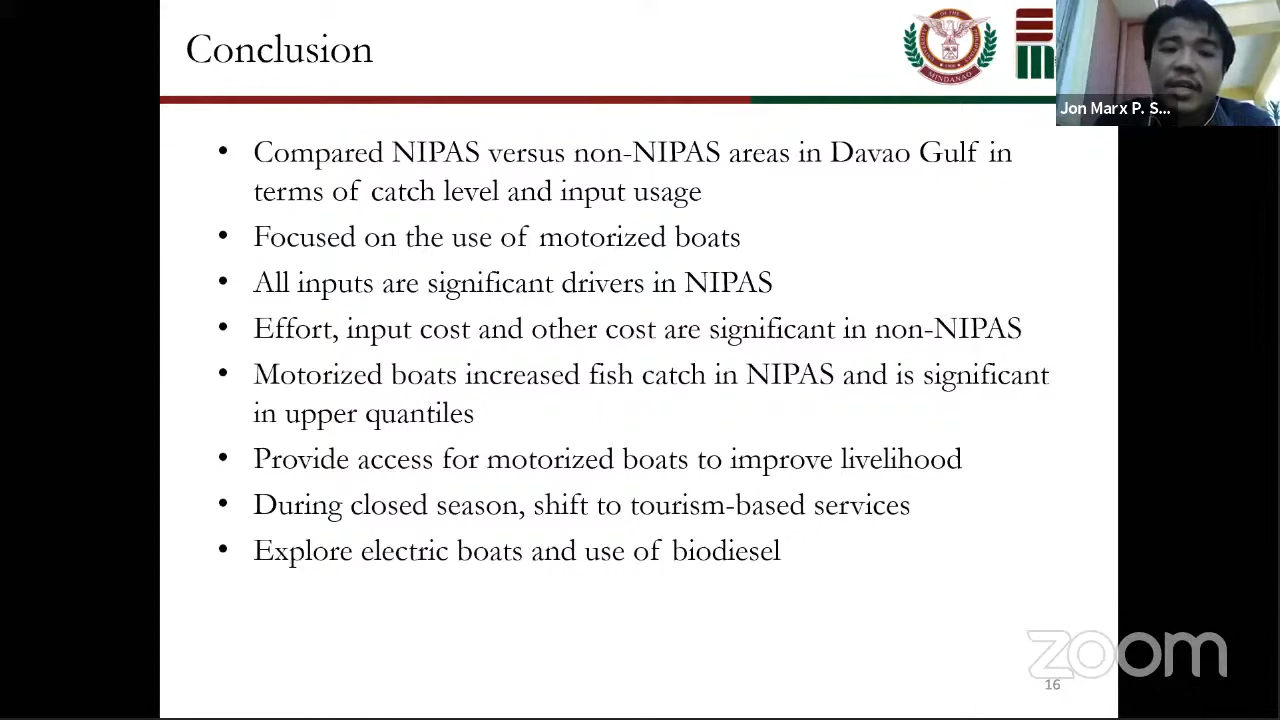 Conclusion
Jon Marx P. S...
• Compared NIPAS versus non-NIPAS areas in Davao Gulf in
terms of catch level and input usage
• Focused on the use of motorized boats
• All inputs are significant drivers in NIPAS
• Effort, input cost and other cost are significant in non-NIPAS
• Motorized boats increased fish catch in NIPAS and is significant
in upper quantiles
• Provide access for motorized boats to improve livelihood
• During closed season, shift to tourism-based services
• Explore electric boats and use of biodiesel
zoom
16
MINDANAO